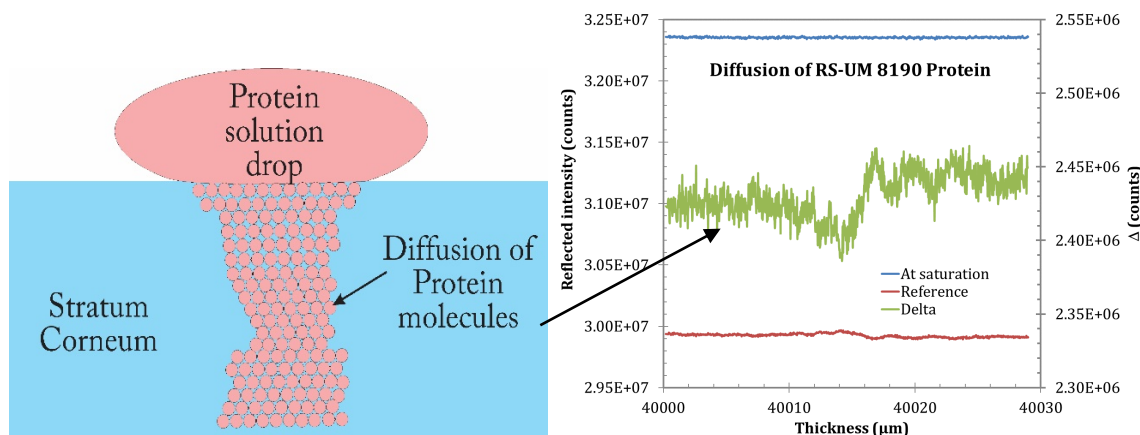 Protein
solution
drop
Diffusion of
Protein
molecules
Stratum
Corneum
Diffusion of RS-UM 8190 Protein
Reflected intensity (counts)
3.25E+07
3.20E+07
3.15E+07
3.10E+07
3.05E+07
3.00E+07
2.95E+07
2.55E+06
2.50E+06
2.45E+06
2.40E+06
2.35E+06
2.30E+06
Δ (counts)
At saturation
Reference
Delta
40000
40010
40020
40030
Thickness (μm)